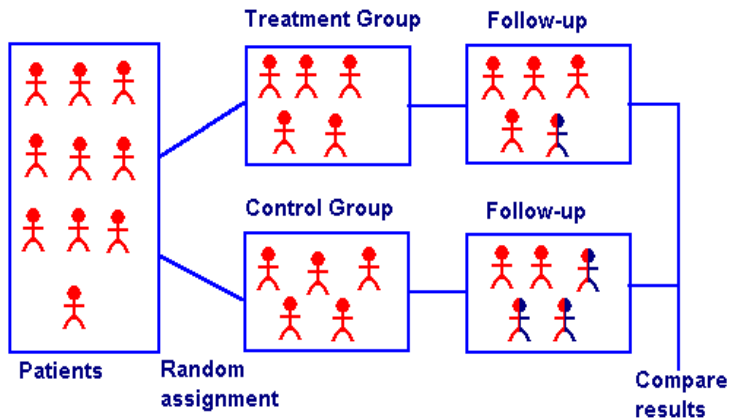 Treatment Group
Follow-up
Control Group
Follow-up
Patients
Random
assignment
Compare
results